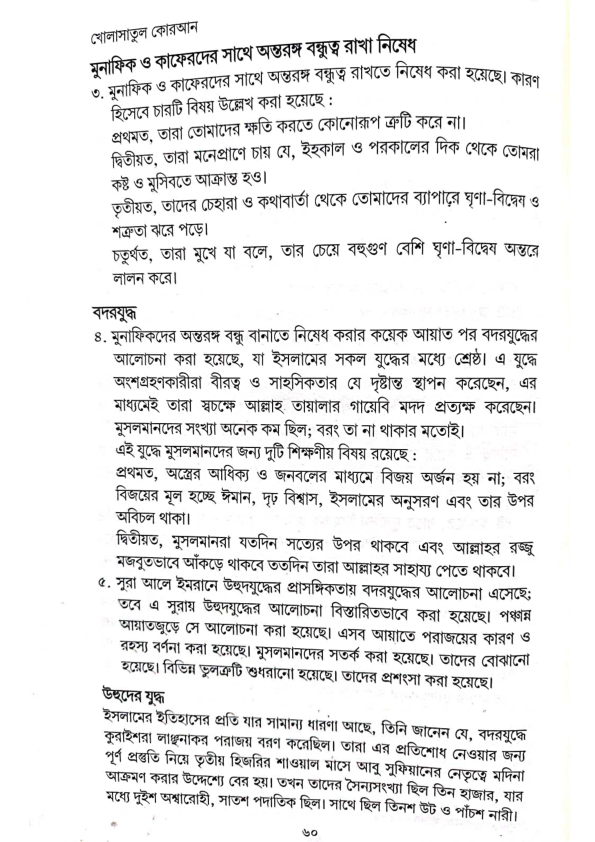 খোলাসাতুল কোরআন
মুনাফিক ও কাফেরদের সাথে অন্তরঙ্গ বন্ধুত্ব রাখা নিষেধ
৩. মুনাফিক ও কাফেরদের সাথে অন্তরঙ্গ বন্ধুত্ব রাখতে নিষেধ করা হয়েছে। কারণ
হিসেবে চারটি বিষয় উল্লেখ করা হয়েছে :
প্রথমত, তারা তোমাদের ক্ষতি করতে কোনোরূপ ত্রুটি করে না।
দ্বিতীয়ত, তারা মনেপ্রাণে চায় যে, ইহকাল ও পরকালের দিক থেকে তোমরা
কষ্ট ও মুসিবতে আক্রান্ত হও।
তৃতীয়ত, তাদের চেহারা ও কথাবার্তা থেকে তোমাদের ব্যাপারে ঘৃণা-বিদ্বেষ ও
শত্রুতা ঝরে পড়ে।
চতুর্থত, তারা মুখে যা বলে, তার চেয়ে বহুগুণ বেশি ঘৃণা-বিদ্বেষ অন্তরে
লালন করে।
বদরযুদ্ধ
৪. মুনাফিকদের অন্তরঙ্গ বন্ধু বানাতে নিষেধ করার কয়েক আয়াত পর বদরযুদ্ধের
আলোচনা করা হয়েছে, যা ইসলামের সকল যুদ্ধের মধ্যে শ্রেষ্ঠ। এ যুদ্ধে
অংশগ্রহণকারীরা বীরত্ব ও সাহসিকতার যে দৃষ্টান্ত স্থাপন করেছেন, এর
মাধ্যমেই তারা স্বচক্ষে আল্লাহ তায়ালার গায়েবি মদদ প্রত্যক্ষ করেছেন।
মুসলমানদের সংখ্যা অনেক কম ছিল; বরং তা না থাকার মতোই।
এই যুদ্ধে মুসলমানদের জন্য দুটি শিক্ষণীয় বিষয় রয়েছে :
প্রথমত, অস্ত্রের আধিক্য ও জনবলের মাধ্যমে বিজয় অর্জন হয় না; বরং
বিজয়ের মূল হচ্ছে ঈমান, দৃঢ় বিশ্বাস, ইসলামের অনুসরণ এবং তার উপর
অবিচল থাকা।
দ্বিতীয়ত, মুসলমানরা যতদিন সত্যের উপর থাকবে এবং আল্লাহর রজ্জু
মজবুতভাবে আঁকড়ে থাকবে ততদিন তারা আল্লাহর সাহায্য পেতে থাকবে।
৫. সুরা আলে ইমরানে উহুদযুদ্ধের প্রাসঙ্গিকতায় বদরযুদ্ধের আলোচনা এসেছে;
তবে এ সুরায় উহুদযুদ্ধের আলোচনা বিস্তারিতভাবে করা হয়েছে। পঞ্চান্ন
আয়াতজুড়ে সে আলোচনা করা হয়েছে। এসব আয়াতে পরাজয়ের কারণ ও
রহস্য বর্ণনা করা হয়েছে। মুসলমানদের সতর্ক করা হয়েছে। তাদের বোঝানো
হয়েছে। বিভিন্ন ভুলত্রুটি শুধরানো হয়েছে। তাদের প্রশংসা করা হয়েছে।
উহুদের যুদ্ধ
ইসলামের ইতিহাসের প্রতি যার সামান্য ধারণা আছে, তিনি জানেন যে, বদরযুদ্ধে
কুরাইশরা লাঞ্ছনাকর পরাজয় বরণ করেছিল। তারা এর প্রতিশোধ নেওয়ার জন্য
পূর্ণ প্রস্তুতি নিয়ে তৃতীয় হিজরির শাওয়াল মাসে আবু সুফিয়ানের নেতৃত্বে মদিনা
আক্রমণ করার উদ্দেশ্যে বের হয়। তখন তাদের সৈন্যসংখ্যা ছিল তিন হাজার, যার
মধ্যে দুইশ অশ্বারোহী, সাতশ পদাতিক ছিল। সাথে ছিল তিনশ উট ও পাঁচশ নারী।
৬০